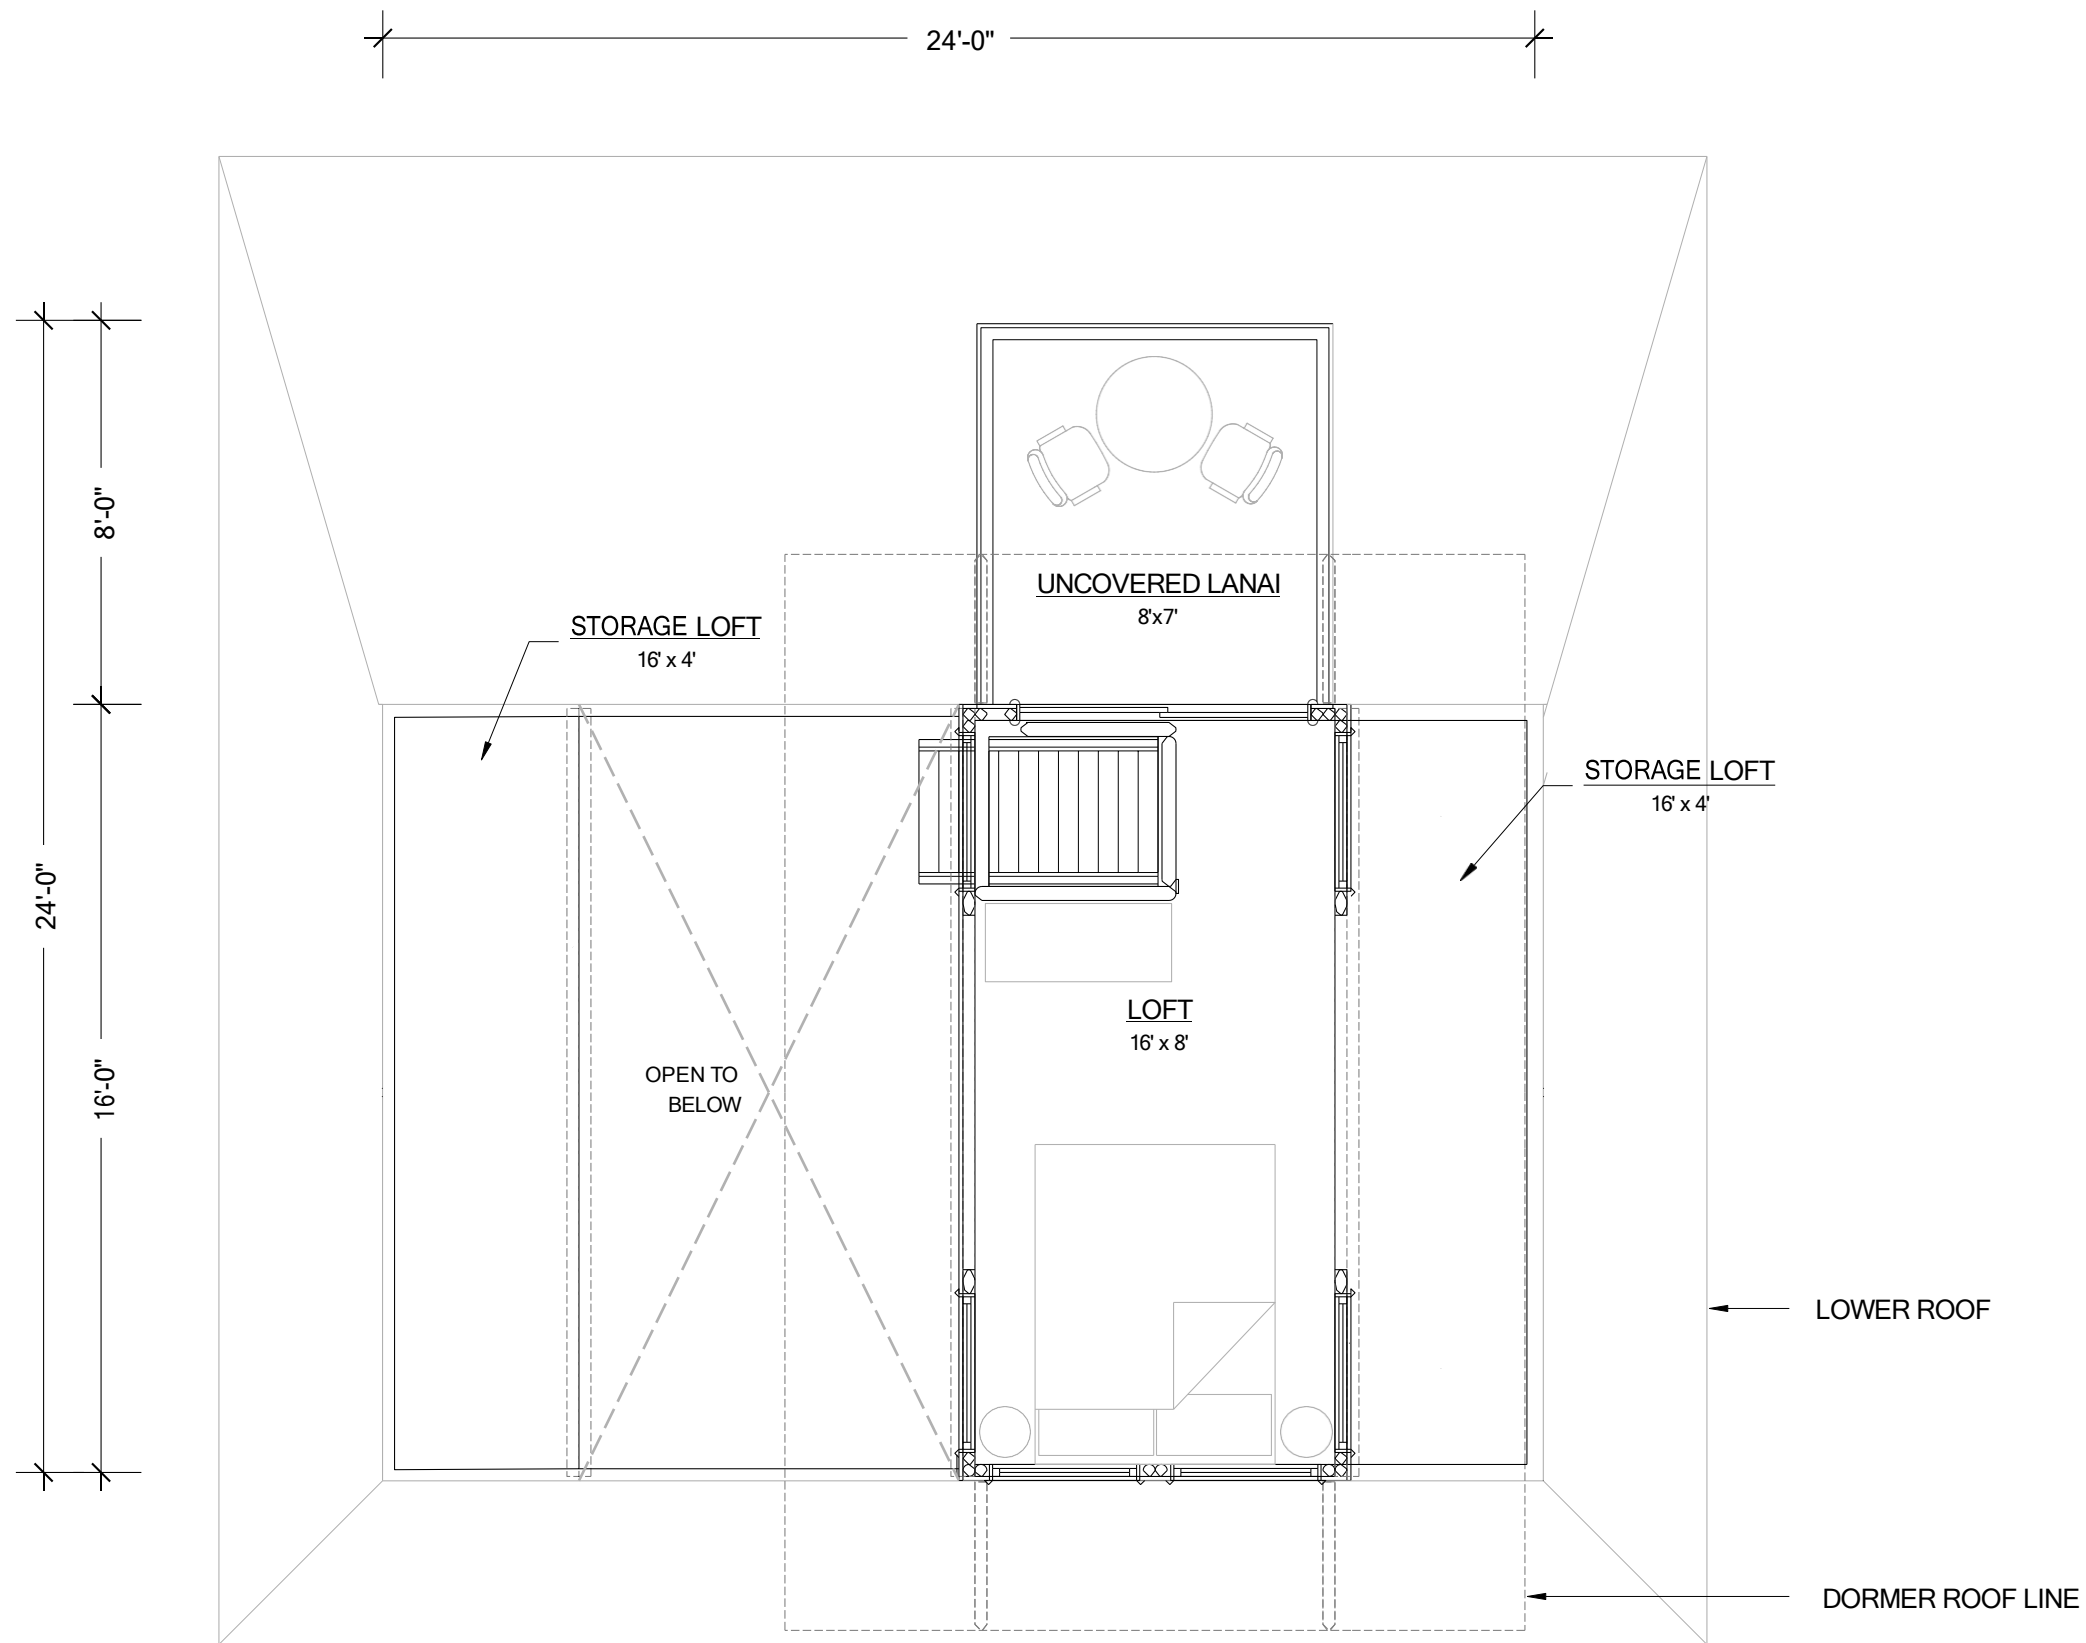 24'-0"
8'-0"
UNCOVERED LANAI
8'x7'
STORAGE LOFT
16' x 4'
STORAGE LOFT
16' x 4'
24'-0"
LOFT
16' x 8'
OPEN TO
BELOW
16'-0"
LOWER ROOF
DORMER ROOF LINE